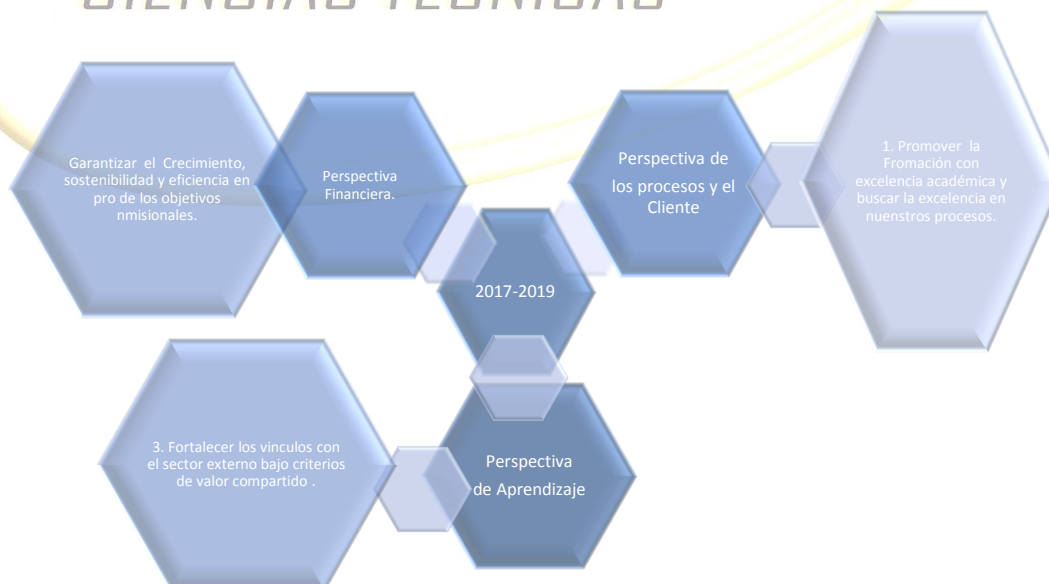 CIENCIAS TECNICAS
Garantizar el Crecimiento,
sostenibilidad y eficiencia en
pro de los objetivos
nmisionales.
Perspectiva
Financiera.
Perspectiva de
los procesos y el
Cliente
1. Promover la
Fromación con
excelencia académica y
buscar la excelencia en
nuenstros procesos.
2017-2019
3. Fortalecer los vinculos con
el sector externo bajo criterios
de valor compartido .
Perspectiva
de Aprendizaje